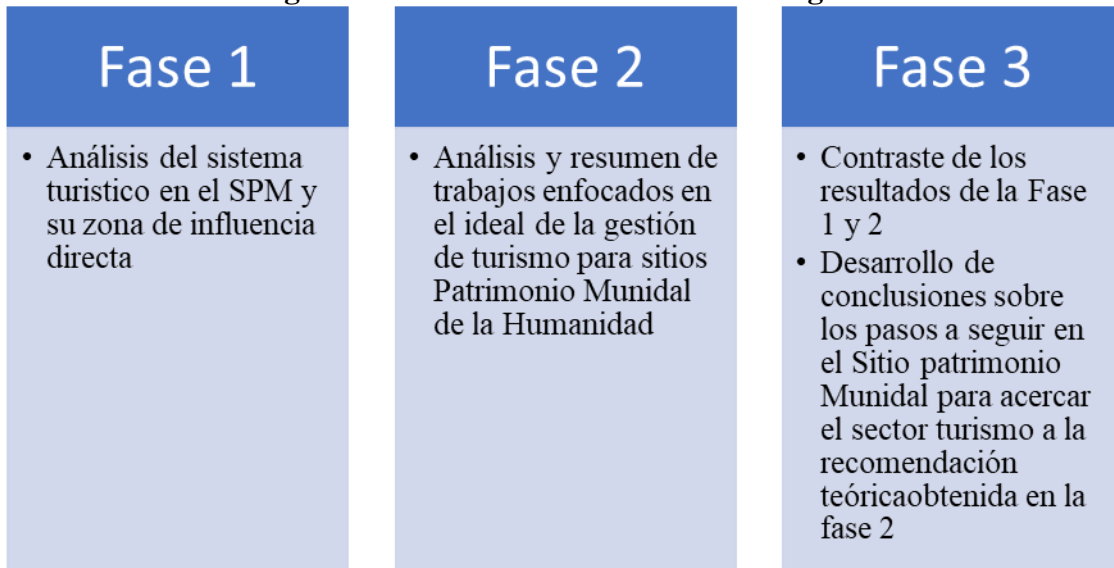 Fase 1
• Análisis del sistema
turistico en el SPM y
su zona de influencia
directa
Fase 2
• Análisis y resumen de
trabajos enfocados en
el ideal de la gestión
de turismo para sitios
Patrimonio Munidal
de la Humanidad
Fase 3
• Contraste de los
resultados de la Fase
1 y 2
• Desarrollo de
conclusiones sobre
los pasos a seguir en
el Sitio patrimonio
Munidal para acercar
el sector turismo a la
recomendación
teóricaobtenida en la
fase 2